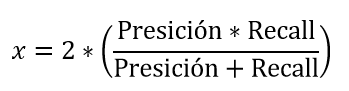 x = 2 * (Presición * Recall / Presición + Recall)